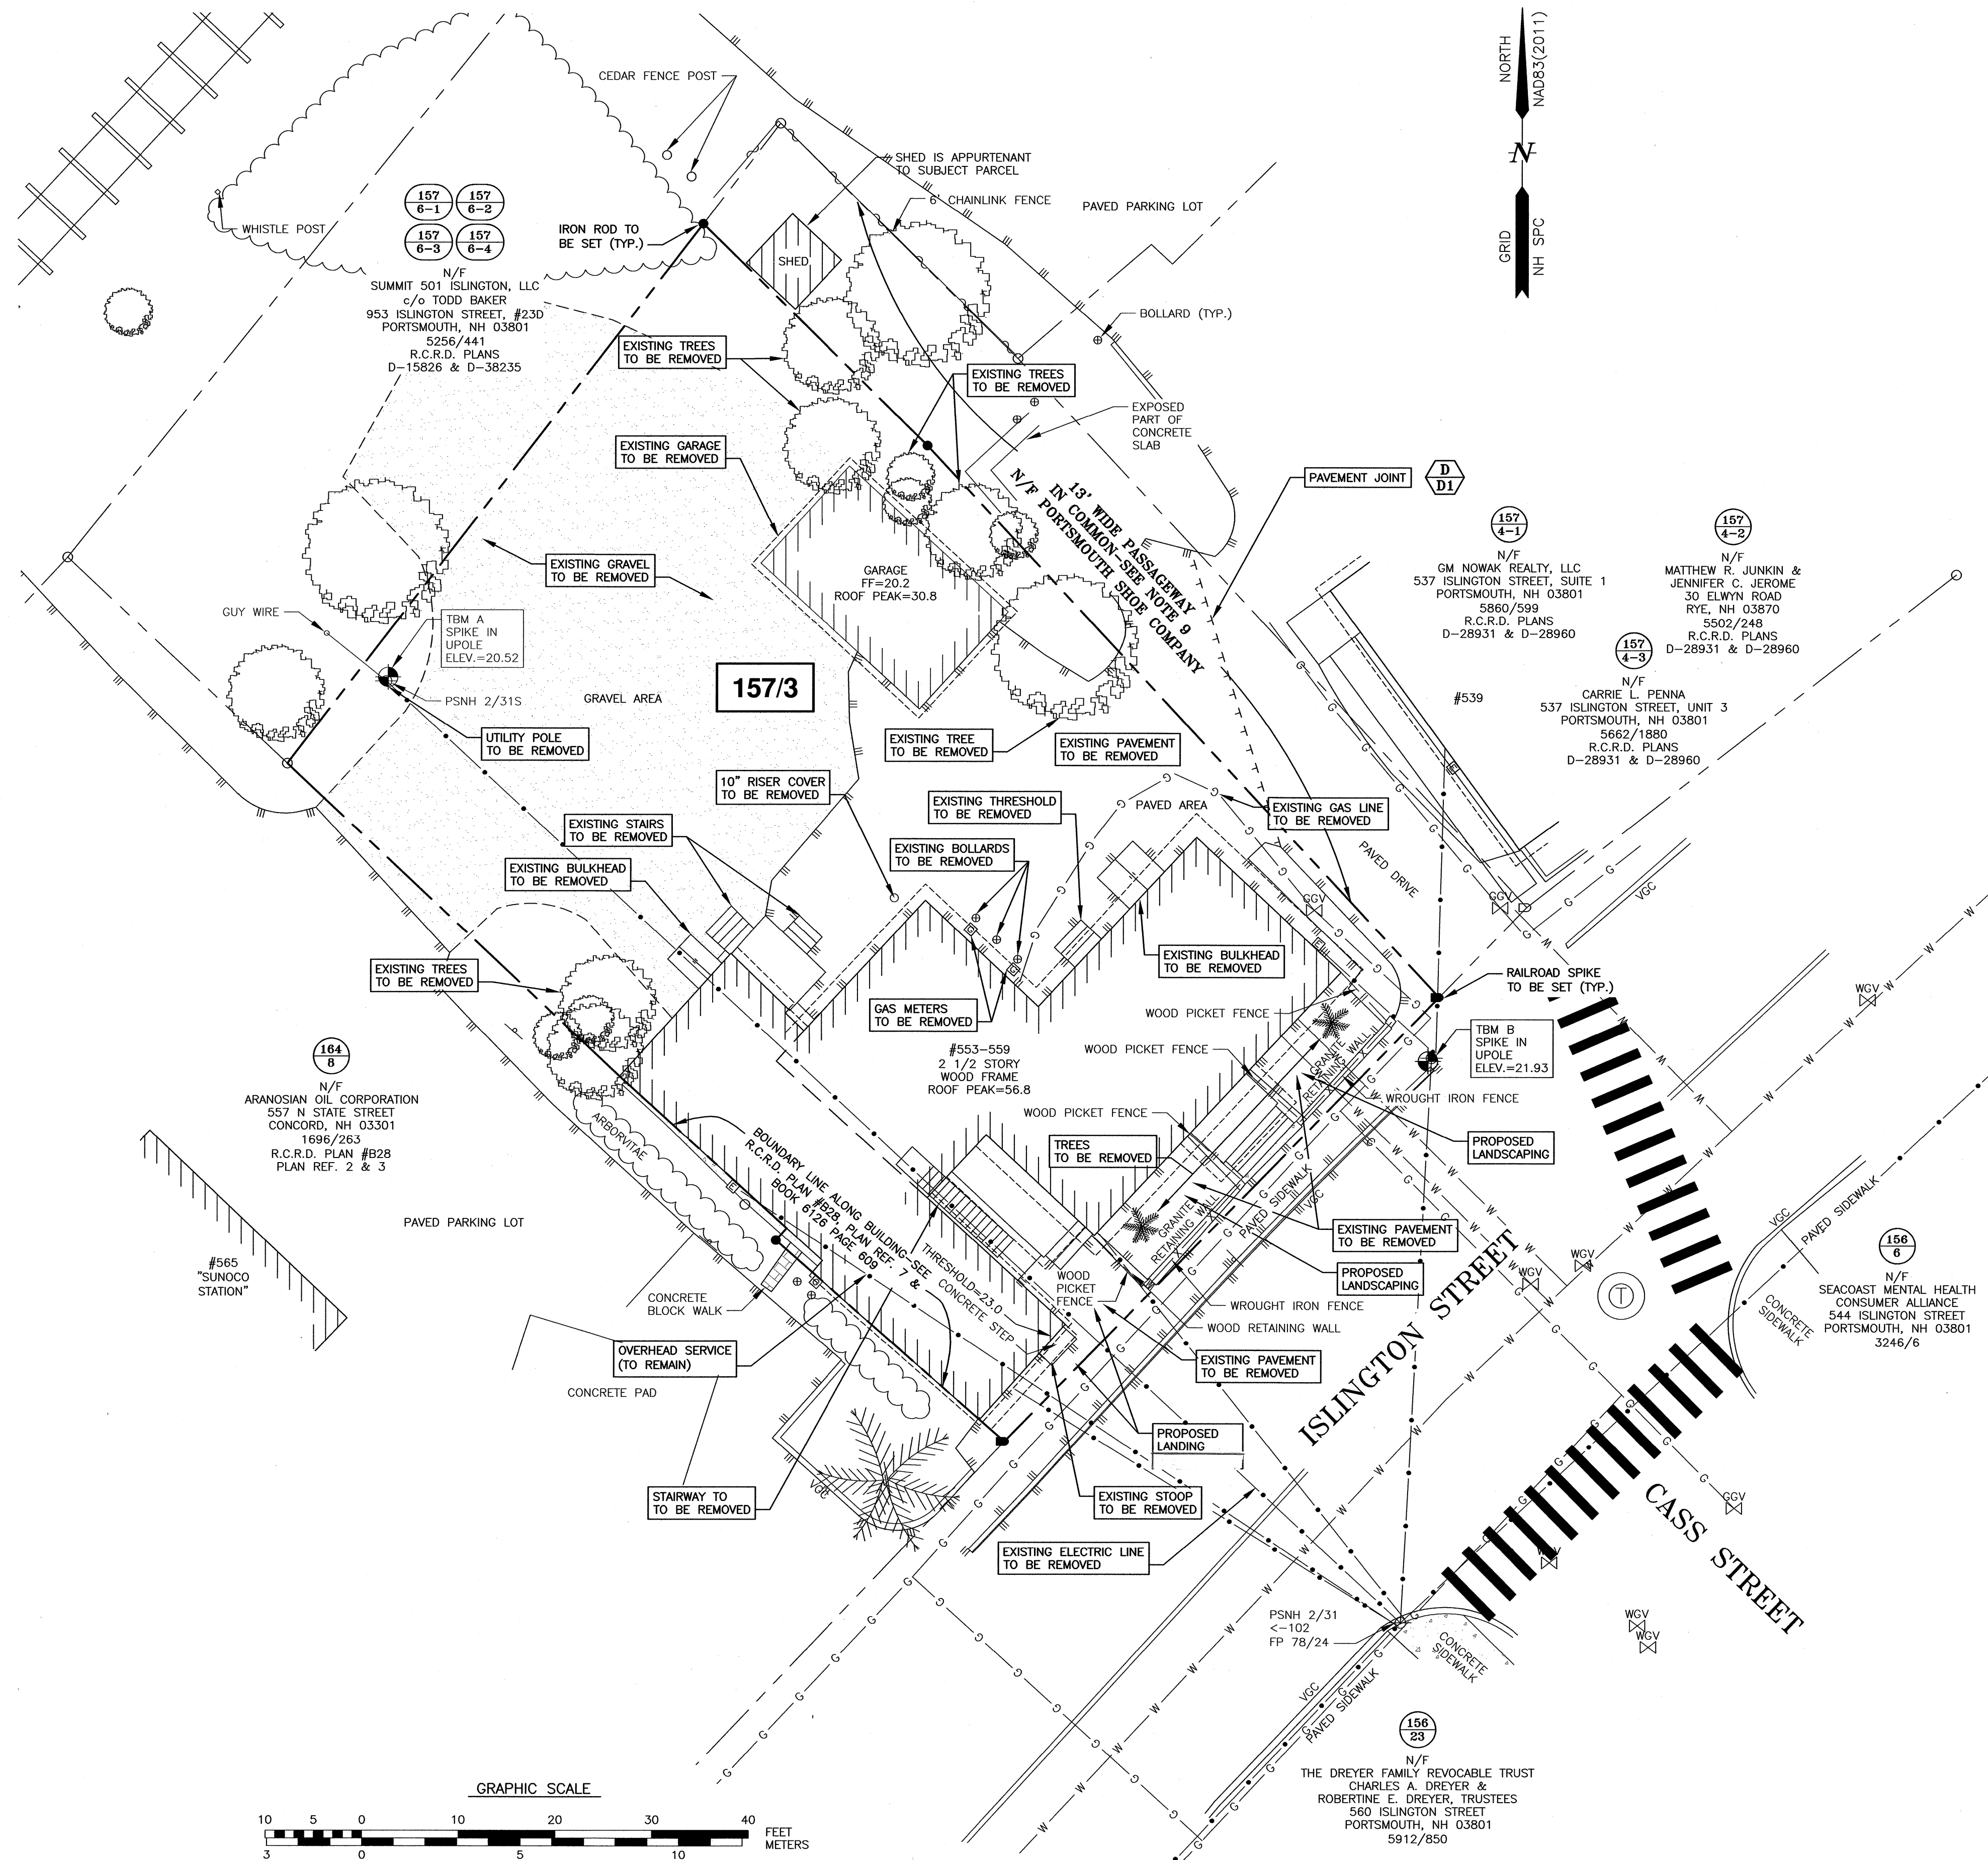 NORTH
NAD83(2011)
N
GRID
NH SPC
CEDAR FENCE POST
SHED IS APPURTENANT
TO SUBJECT PARCEL
6' CHAINLINK FENCE
PAVED PARKING LOT
WHISTLE POST
157
6-1
157
6-2
157
6-3
157
6-4
N/F
SUMMIT 501 ISLINGTON, LLC
c/o TODD BAKER
953 ISLINGTON STREET, #23D
PORTSMOUTH, NH 03801
5256/441
R.C.R.D. PLANS
D-15826 & D-38235
IRON ROD TO
BE SET (TYP.)
SHED
BOLLARD (TYP.)
EXISTING TREES
TO BE REMOVED
EXISTING TREES
TO BE REMOVED
EXPOSED
PART OF
CONCRETE
SLAB
EXISTING GARAGE
TO BE REMOVED
PAVEMENT JOINT
D
D1
13' WIDE PASSAGEWAY
IN COMMON-SEE NOTE 9
N/F PORTSMOUTH SHOE COMPANY
157
4-1
N/F
GM NOWAK REALTY, LLC
537 ISLINGTON STREET, SUITE 1
PORTSMOUTH, NH 03801
5860/599
R.C.R.D. PLANS
D-28931 & D-28960
157
4-2
N/F
MATTHEW R. JUNKIN &
JENNIFER C. JEROME
30 ELWYN ROAD
RYE, NH 03870
5502/248
R.C.R.D. PLANS
D-28931 & D-28960
157
4-3
N/F
CARRIE L. PENNA
537 ISLINGTON STREET, UNIT 3
PORTSMOUTH, NH 03801
5662/1880
R.C.R.D. PLANS
D-28931 & D-28960
#539
EXISTING GRAVEL
TO BE REMOVED
GARAGE
FF=20.2
ROOF PEAK=30.8
GUY WIRE
TBM A
SPIKE IN
UPOLE
ELEV.=20.52
PSNH 2/31S
GRAVEL AREA
157/3
UTILITY POLE
TO BE REMOVED
EXISTING TREE
TO BE REMOVED
EXISTING PAVEMENT
TO BE REMOVED
10" RISER COVER
TO BE REMOVED
EXISTING THRESHOLD
TO BE REMOVED
PAVED AREA
EXISTING GAS LINE
TO BE REMOVED
EXISTING STAIRS
TO BE REMOVED
EXISTING BOLLARDS
TO BE REMOVED
PAVED DRIVE
EXISTING BULKHEAD
TO BE REMOVED
GGV
GGV
VGC
EXISTING TREES
TO BE REMOVED
EXISTING BULKHEAD
TO BE REMOVED
GAS METERS
TO BE REMOVED
WOOD PICKET FENCE
RAILROAD SPIKE
TO BE SET (TYP.)
WGV
164
8
N/F
ARANOSIAN OIL CORPORATION
557 N STATE STREET
CONCORD, NH 03301
1696/263
R.C.R.D. PLAN #B28
PLAN REF. 2 & 3
#553-559
2 1/2 STORY
WOOD FRAME
ROOF PEAK=56.8
WOOD PICKET FENCE
GRANITE
RETAINING WALL
TBM B
SPIKE IN
UPOLE
ELEV.=21.93
WROUGHT IRON FENCE
WOOD PICKET FENCE
ARBORVITAE
BOUNDARY LINE ALONG BUILDING-SEE
R.C.R.D. PLAN #B28, PLAN REF. 7 &
BOOK 6126 PAGE 609
TREES
TO BE REMOVED
PROPOSED
LANDSCAPING
GRANITE
RETAINING WALL
PAVED SIDEWALK
VGC
VGC
PAVED SIDEWALK
PAVED PARKING LOT
EXISTING PAVEMENT
TO BE REMOVED
156
6
N/F
SEACOAST MENTAL HEALTH
CONSUMER ALLIANCE
544 ISLINGTON STREET
PORTSMOUTH, NH 03801
3246/6
#565
"SUNOCO
STATION"
WOOD
PICKET
FENCE
PROPOSED
LANDSCAPING
WGV
WGV
T
CONCRETE
SIDEWALK
CONCRETE
BLOCK WALK
THRESHOLD=23.0
CONCRETE STEP
WROUGHT IRON FENCE
WOOD RETAINING WALL
OVERHEAD SERVICE
(TO REMAIN)
EXISTING PAVEMENT
TO BE REMOVED
ISLINGTON STREET
CONCRETE PAD
PROPOSED
LANDING
STAIRWAY TO
TO BE REMOVED
VGC
EXISTING STOOP
TO BE REMOVED
GGV
CASS STREET
EXISTING ELECTRIC LINE
TO BE REMOVED
PSNH 2/31
<-102
FP 78/24
CONCRETE
SIDEWALK
WGV
WGV
VGC
PAVED SIDEWALK
156
23
N/F
THE DREYER FAMILY REVOCABLE TRUST
CHARLES A. DREYER &
ROBERTINE E. DREYER, TRUSTEES
560 ISLINGTON STREET
PORTSMOUTH, NH 03801
5912/850
GRAPHIC SCALE
10 5 0 10 20 30 40
FEET
METERS
3 0 5 10